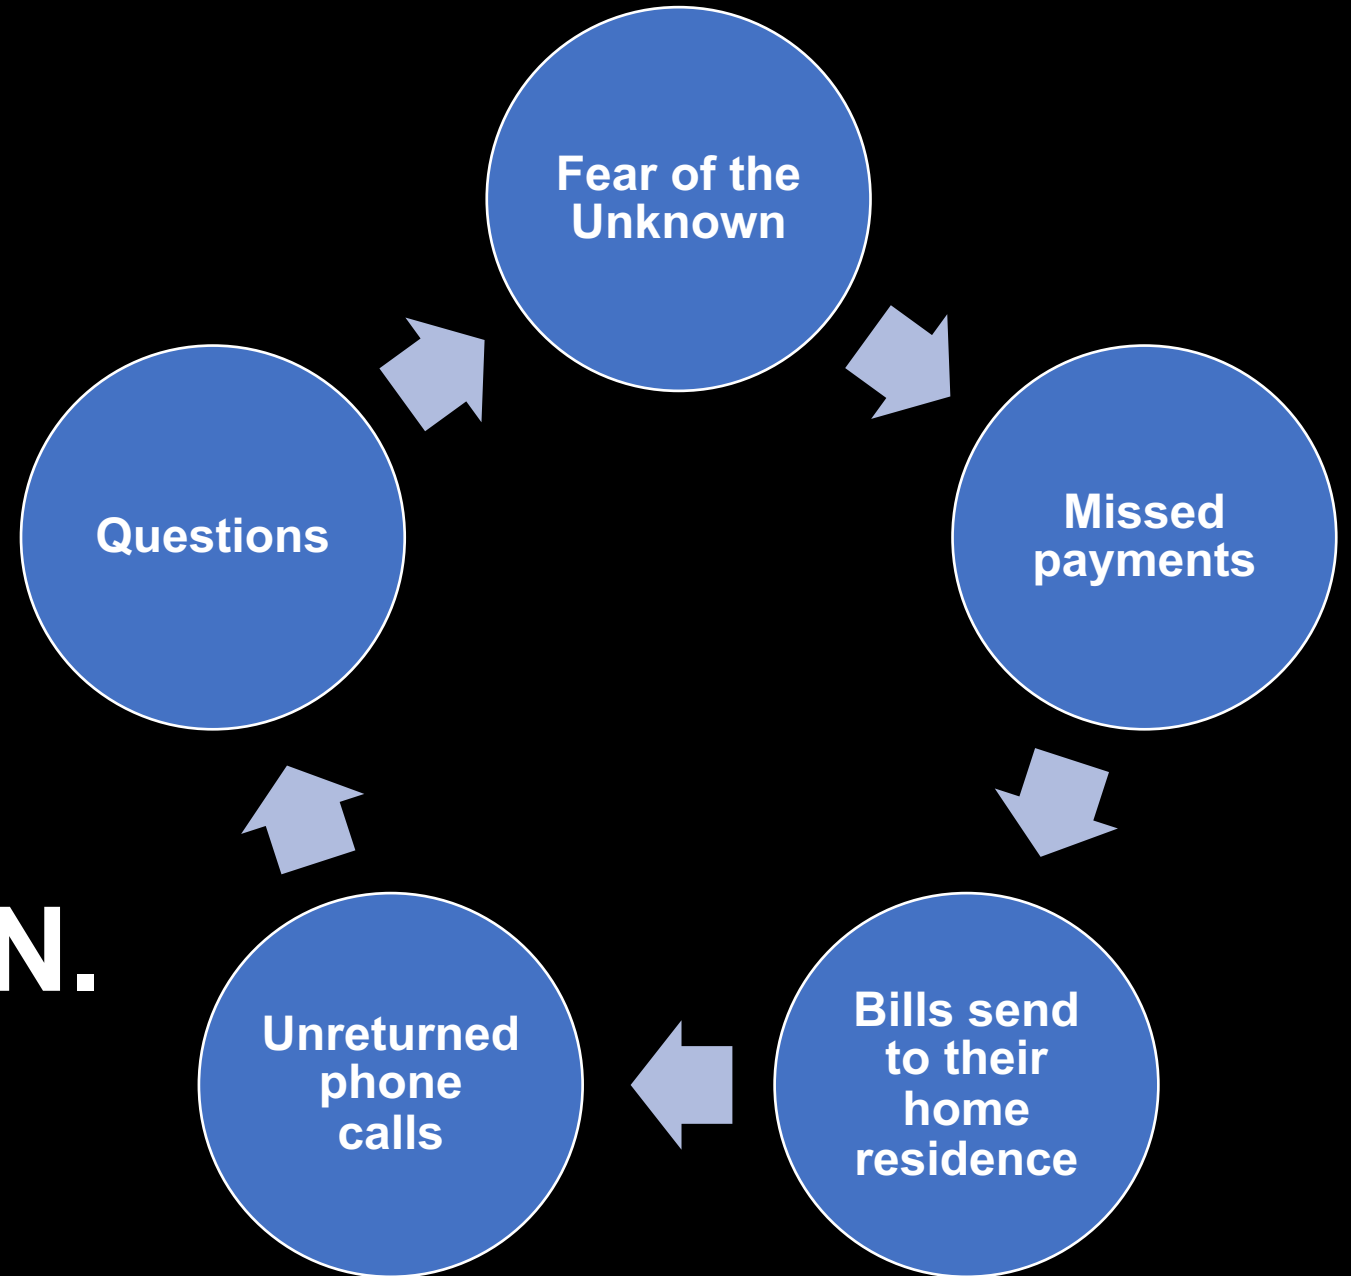 Fear of the
Unknown
Missed
payments
Bills send
to their
home
residence
Unreturned
phone
calls
Questions
N.